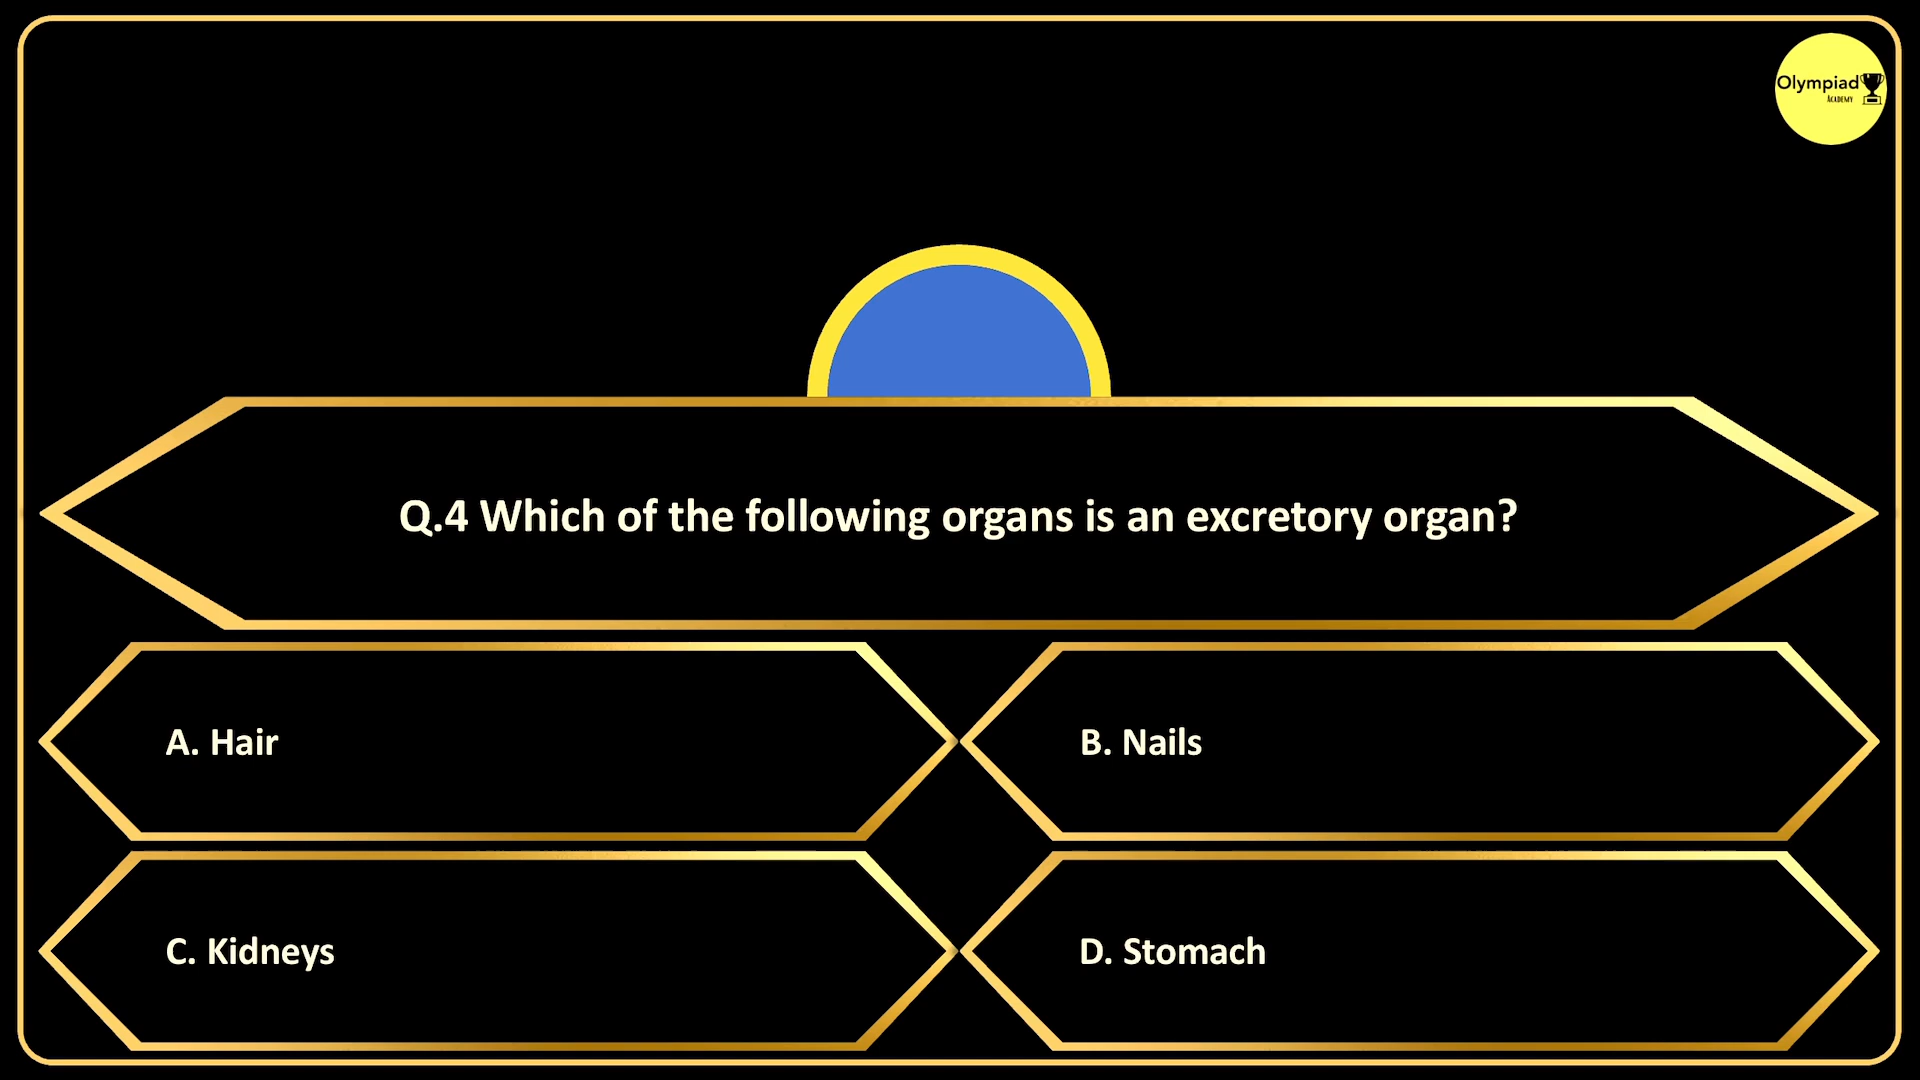 Olympiad
ACADEMY
Q.4 Which of the following organs is an excretory organ?
A. Hair
B. Nails
C. Kidneys
D. Stomach